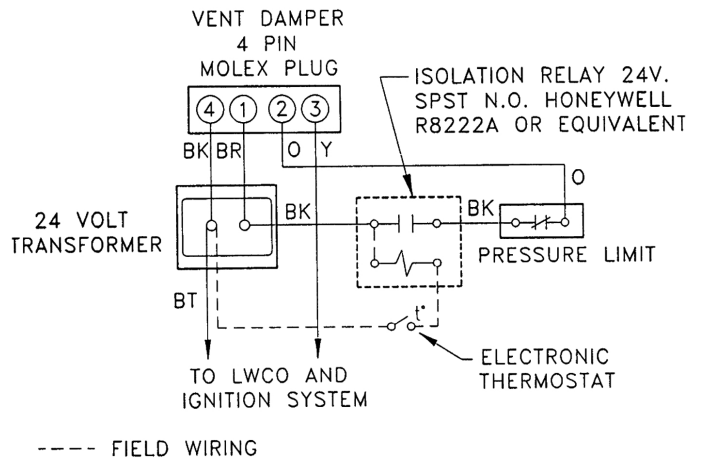 VENT DAMPER
4 PIN
MOLEX PLUG
ISOLATION RELAY 24V.
SPST N.O. HONEYWELL
R8222A OR EQUIVALENT
4 1 2 3
BK BR O Y
O
24 VOLT
TRANSFORMER
BK
BK
PRESSURE LIMIT
BT
t°
ELECTRONIC
THERMOSTAT
TO LWCO AND
IGNITION SYSTEM
---- FIELD WIRING